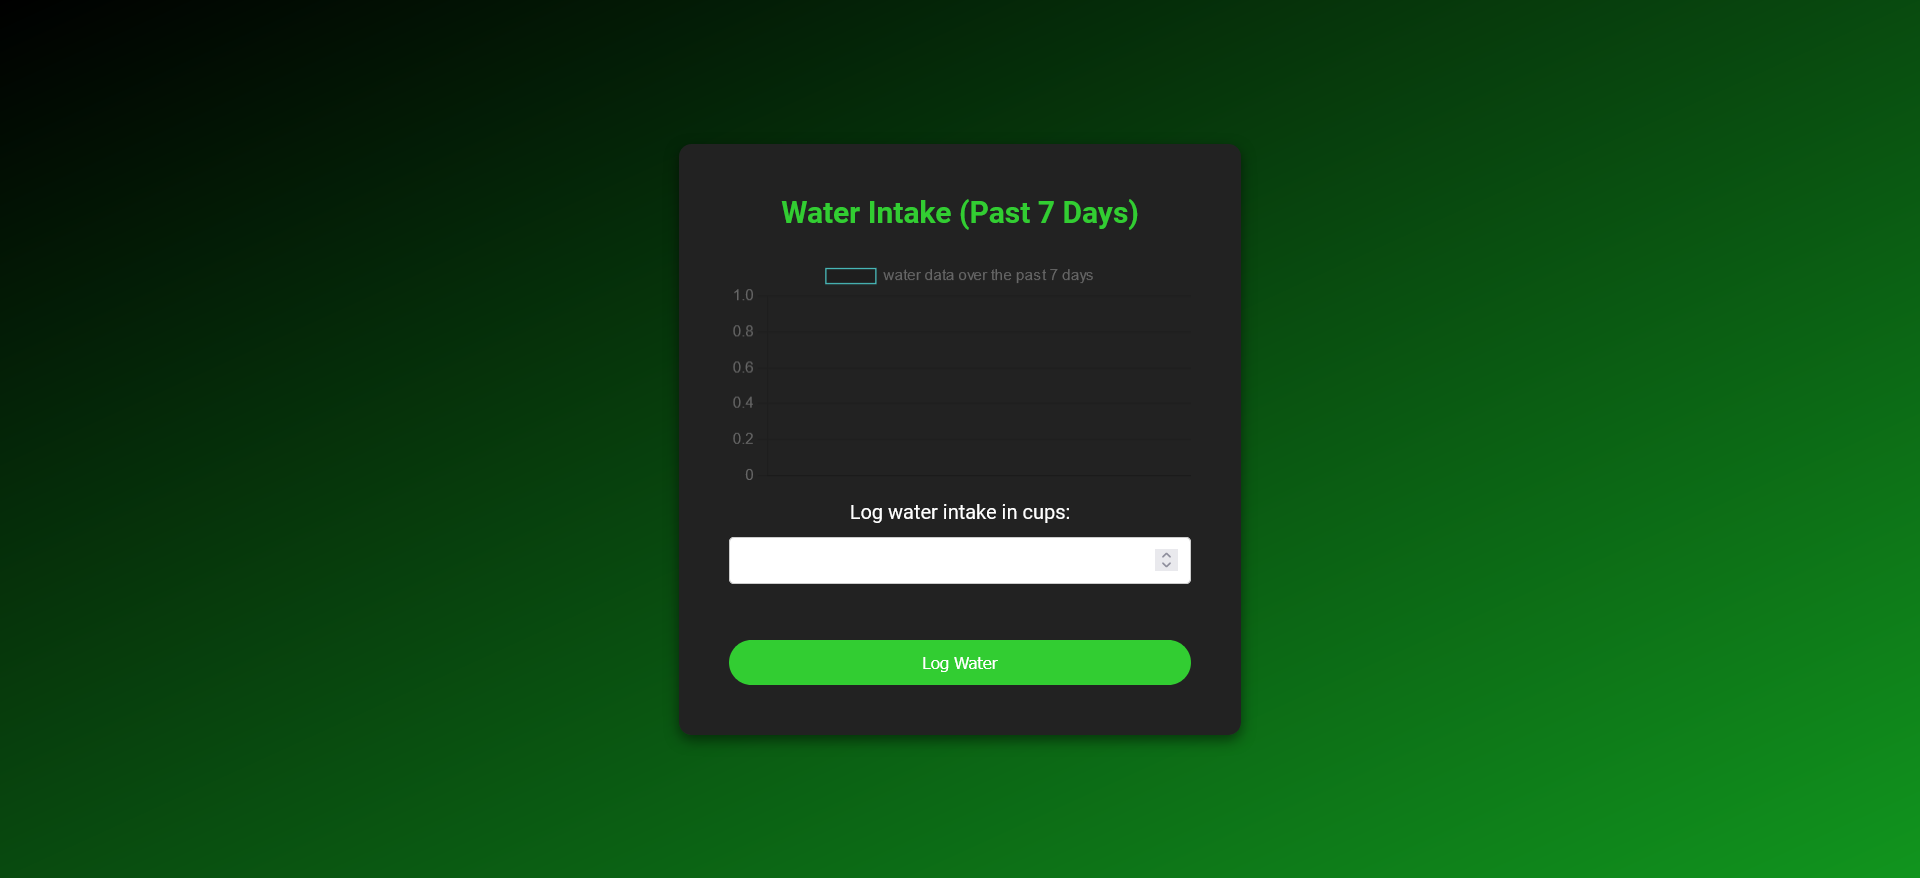 Water Intake (Past 7 Days)
water data over the past 7 days
1.0
0.8
0.6
0.4
0.2
0
Log water intake in cups:
Log Water